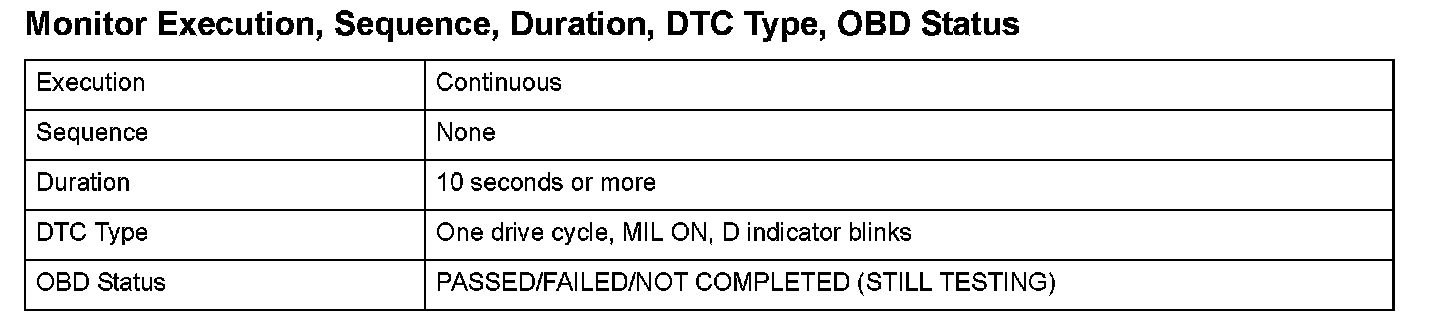 Monitor Execution, Sequence, Duration, DTC Type, OBD Status
Execution Continuous
Sequence None
Duration 10 seconds or more
DTC Type One drive cycle, MIL ON, D indicator blinks
OBD Status PASSED/FAILED/NOT COMPLETED (STILL TESTING)